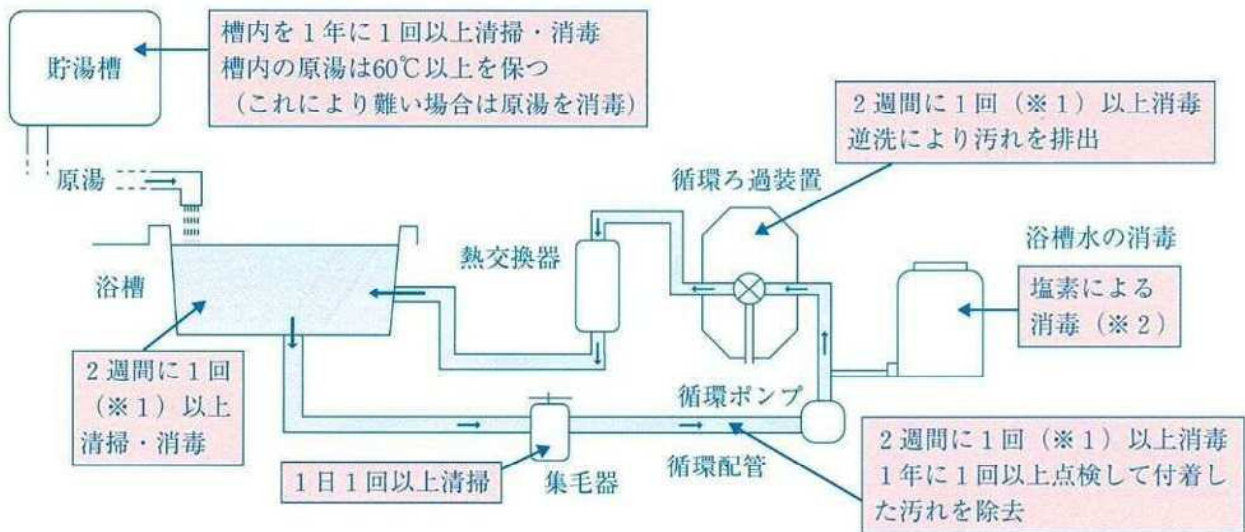 貯湯槽
槽内を1年に1回以上清掃・消毒
槽内の原湯は60℃以上を保つ
（これにより難い場合は原湯を消毒）
2週間に1回（※1）以上消毒
逆洗により汚れを排出
原湯
循環ろ過装置
熱交換器
浴槽水の消毒
塩素による
消毒（※2）
浴槽
2週間に1回
（※1）以上
清掃・消毒
循環ポンプ
1日1回以上清掃
集毛器
循環配管
2週間に1回（※1）以上消毒
1年に1回以上点検して付着し
た汚れを除去